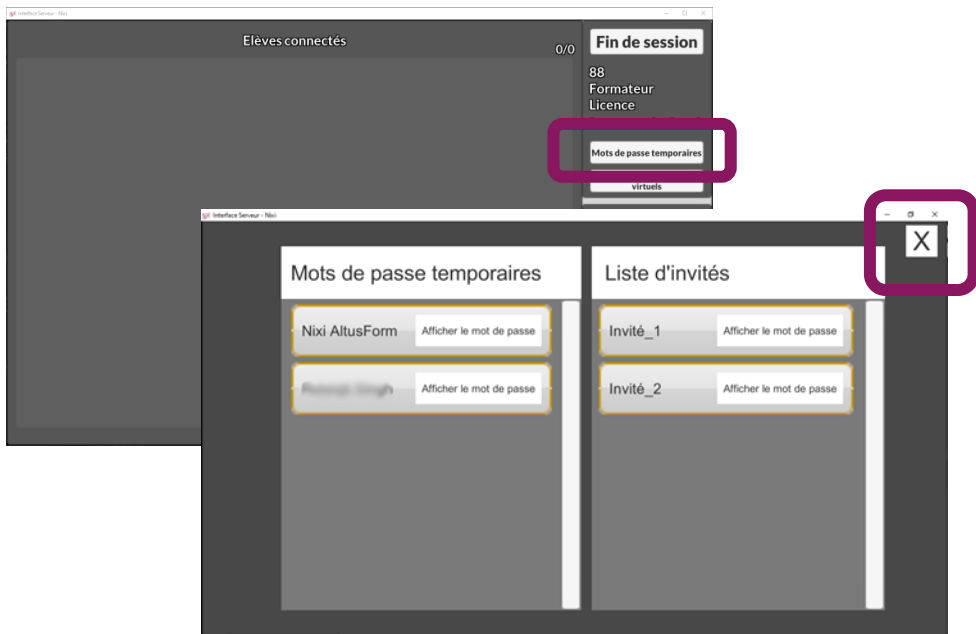 Interface Serveur - Nixi
Elèves connectés
0/0
Fin de session
88
Formateur
Licence
Mots de passe temporaires
virtuels
Interface Serveur - Nixi
X
Mots de passe temporaires
Nixi AltusForm
Afficher le mot de passe
Afficher le mot de passe
Liste d'invités
Invité_1
Afficher le mot de passe
Invité_2
Afficher le mot de passe